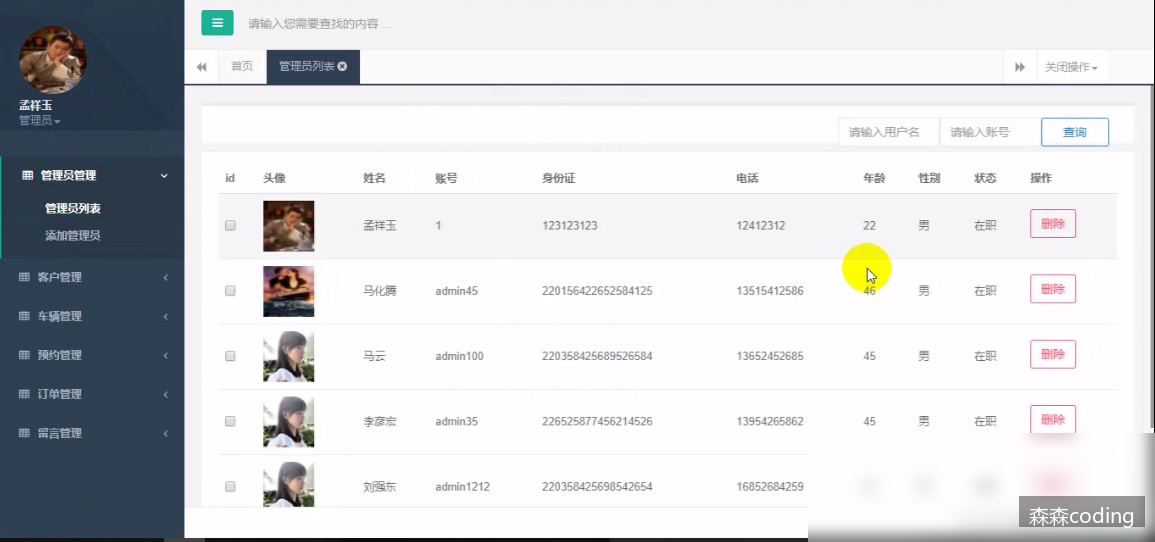 请输入您需要查找的内容 …
首页 管理员列表 关闭操作
孟祥玉
管理员
管理员管理
管理员列表
添加管理员
客户管理
车辆管理
预约管理
订单管理
留言管理
请输入用户名 请输入账号 查询
id 头像 姓名 账号 身份证 电话 年龄 性别 状态 操作
孟祥玉 1 123123123 12412312 22 男 在职 删除
马化腾 admin45 220156422652584125 13515412586 46 男 在职 删除
马云 admin100 220358425689526584 13652452685 45 男 在职 删除
李彦宏 admin35 226525877456214526 13954265862 45 男 在职 删除
刘强东 admin1212 220358425698542654 16852684259
森森coding